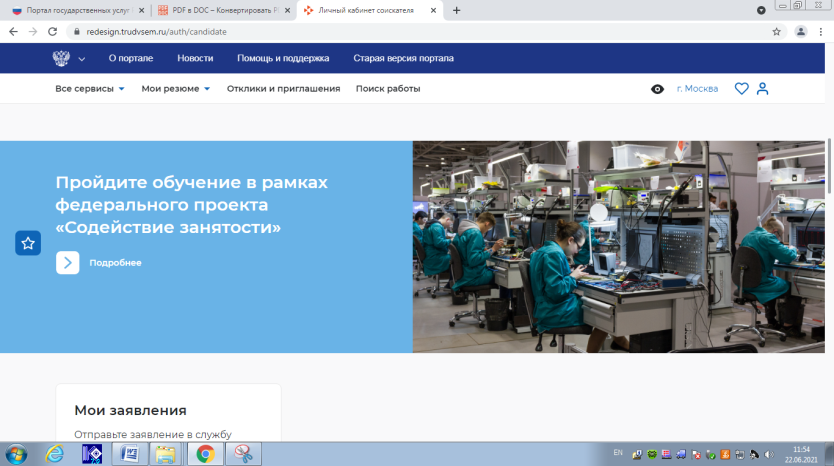 Портал государственных услуг
PDF в DOC – Конвертировать P
Личный кабинет соискателя
redesign.trudvsem.ru/auth/candidate
О портале Новости Помощь и поддержка Старая версия портала
Все сервисы Мои резюме Отклики и приглашения Поиск работы г. Москва
Пройдите обучение в рамках
федерального проекта
«Содействие занятости»
Подробнее
Мои заявления
Отправьте заявление в службу
EN
11:54
22.06.2021